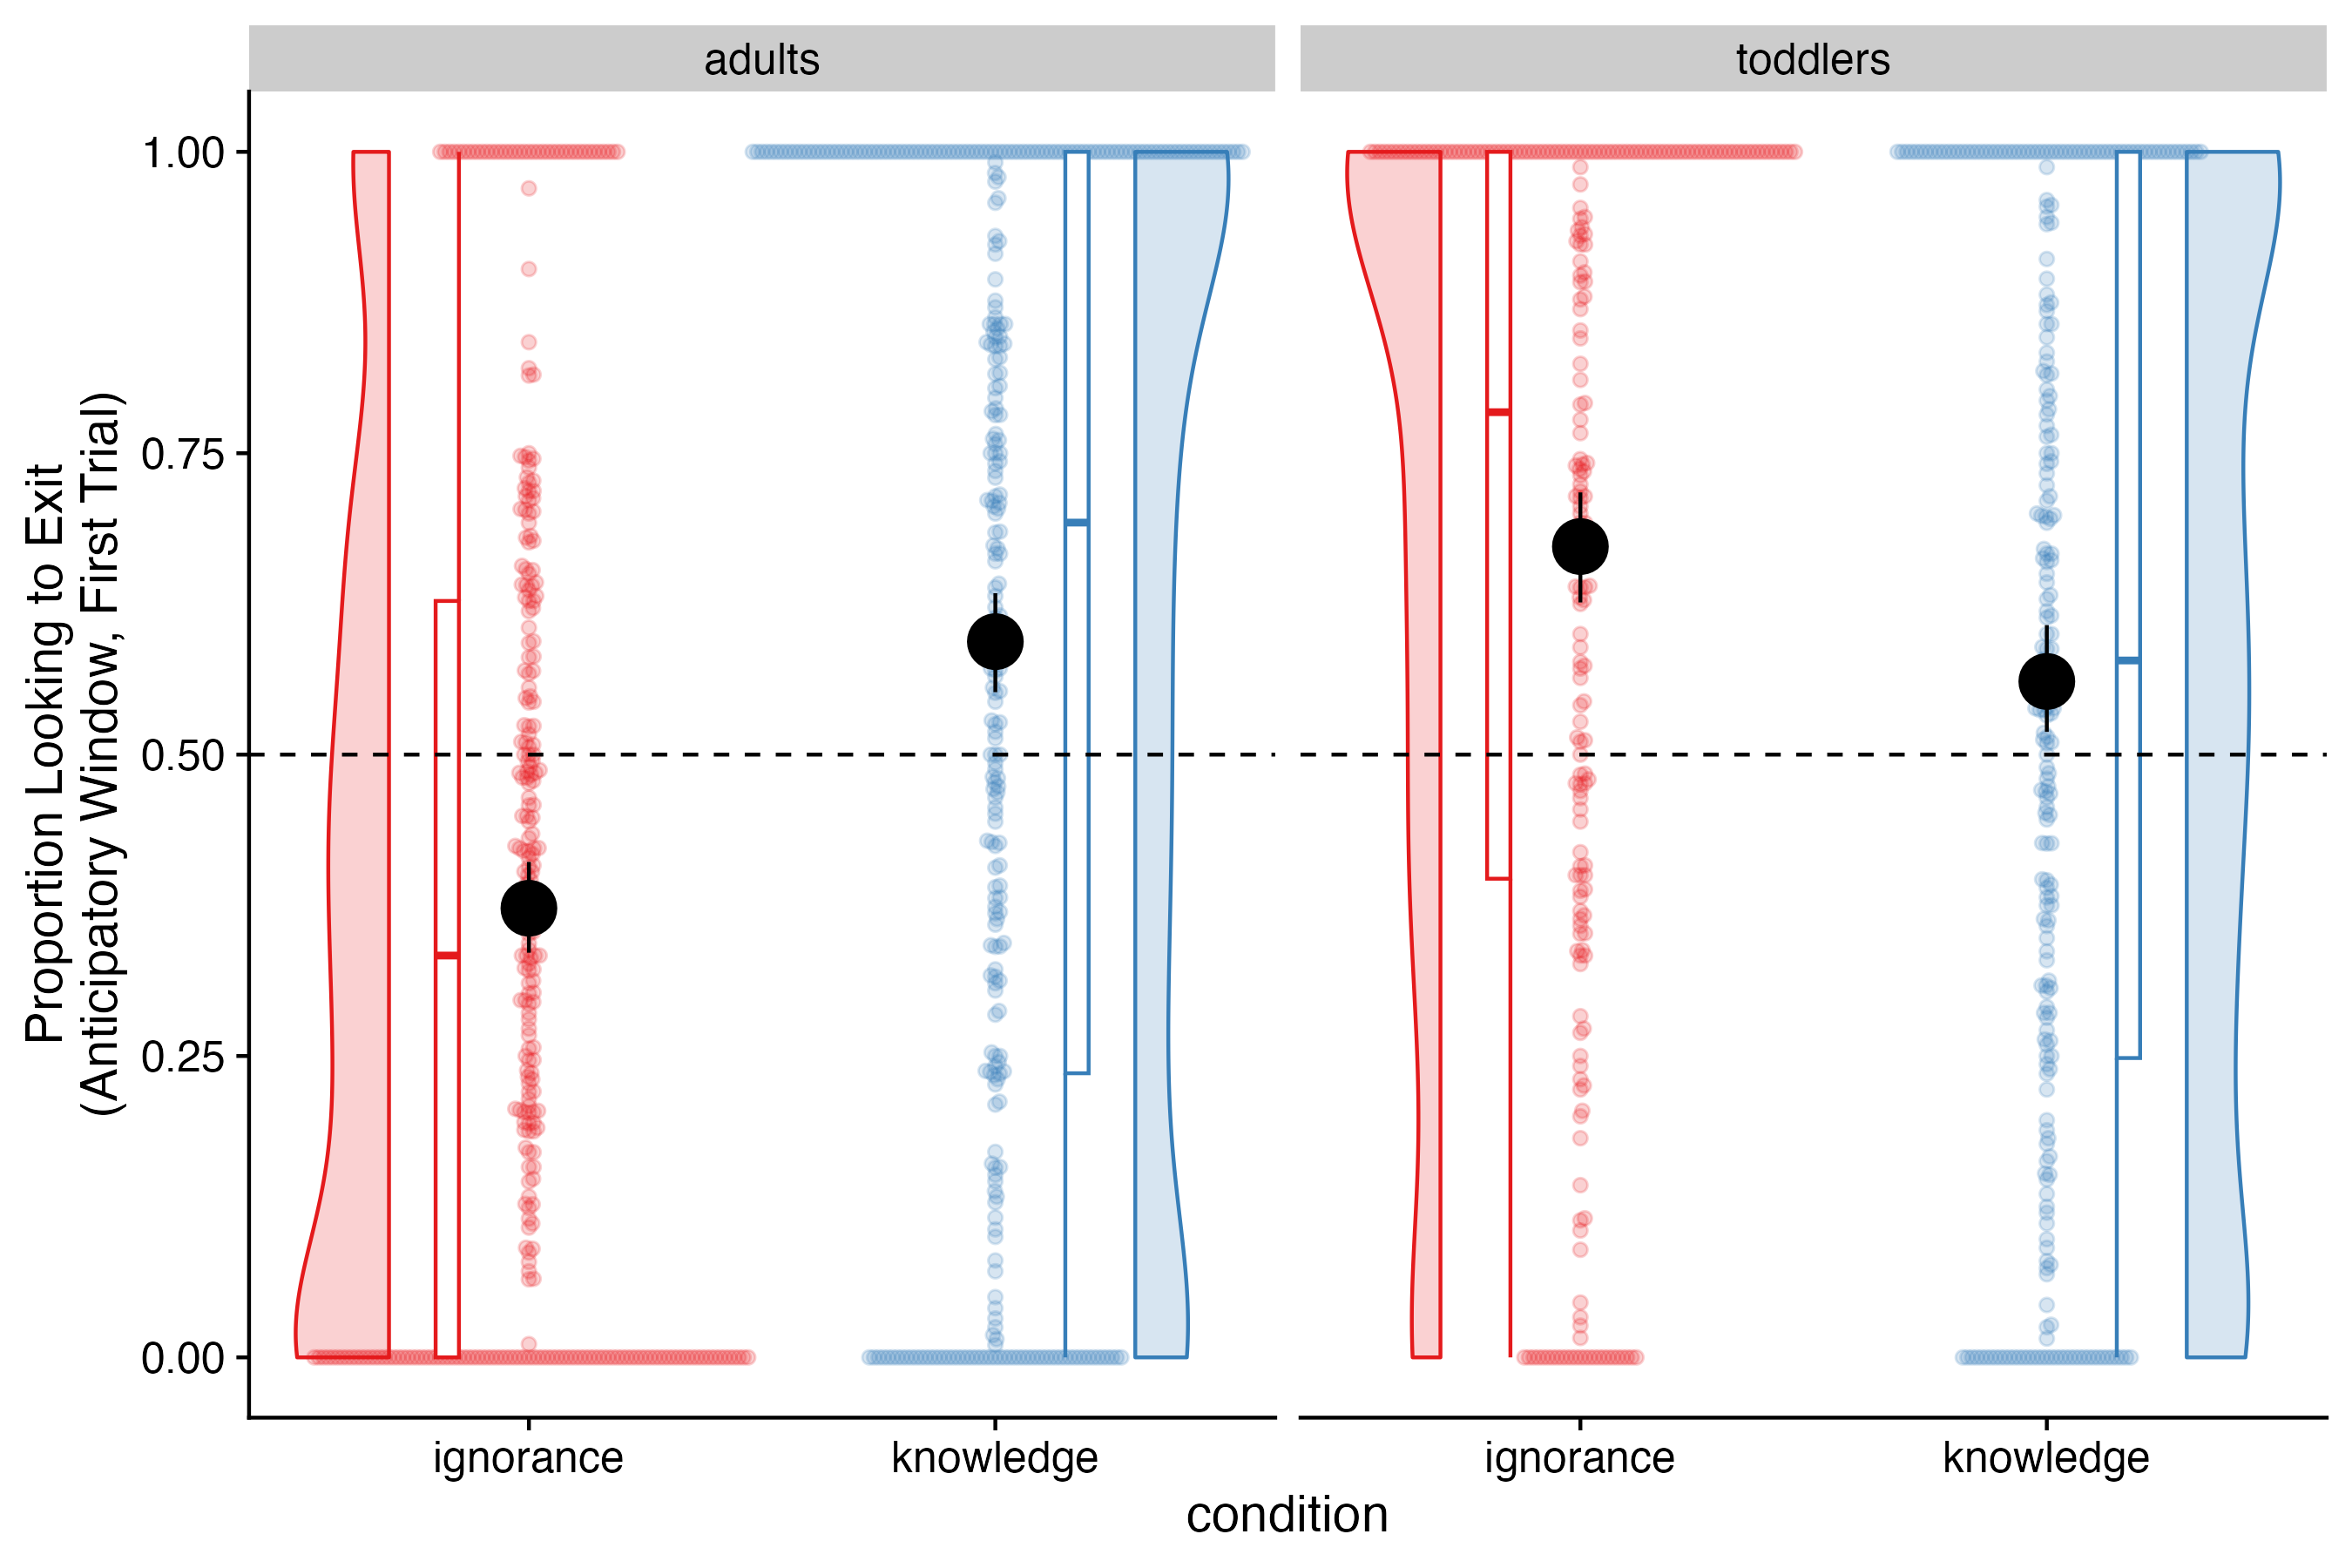 adults
toddlers
Proportion Looking to Exit
(Anticipatory Window, First Trial)
1.00
0.75
0.50
0.25
0.00
ignorance
knowledge
ignorance
knowledge
condition